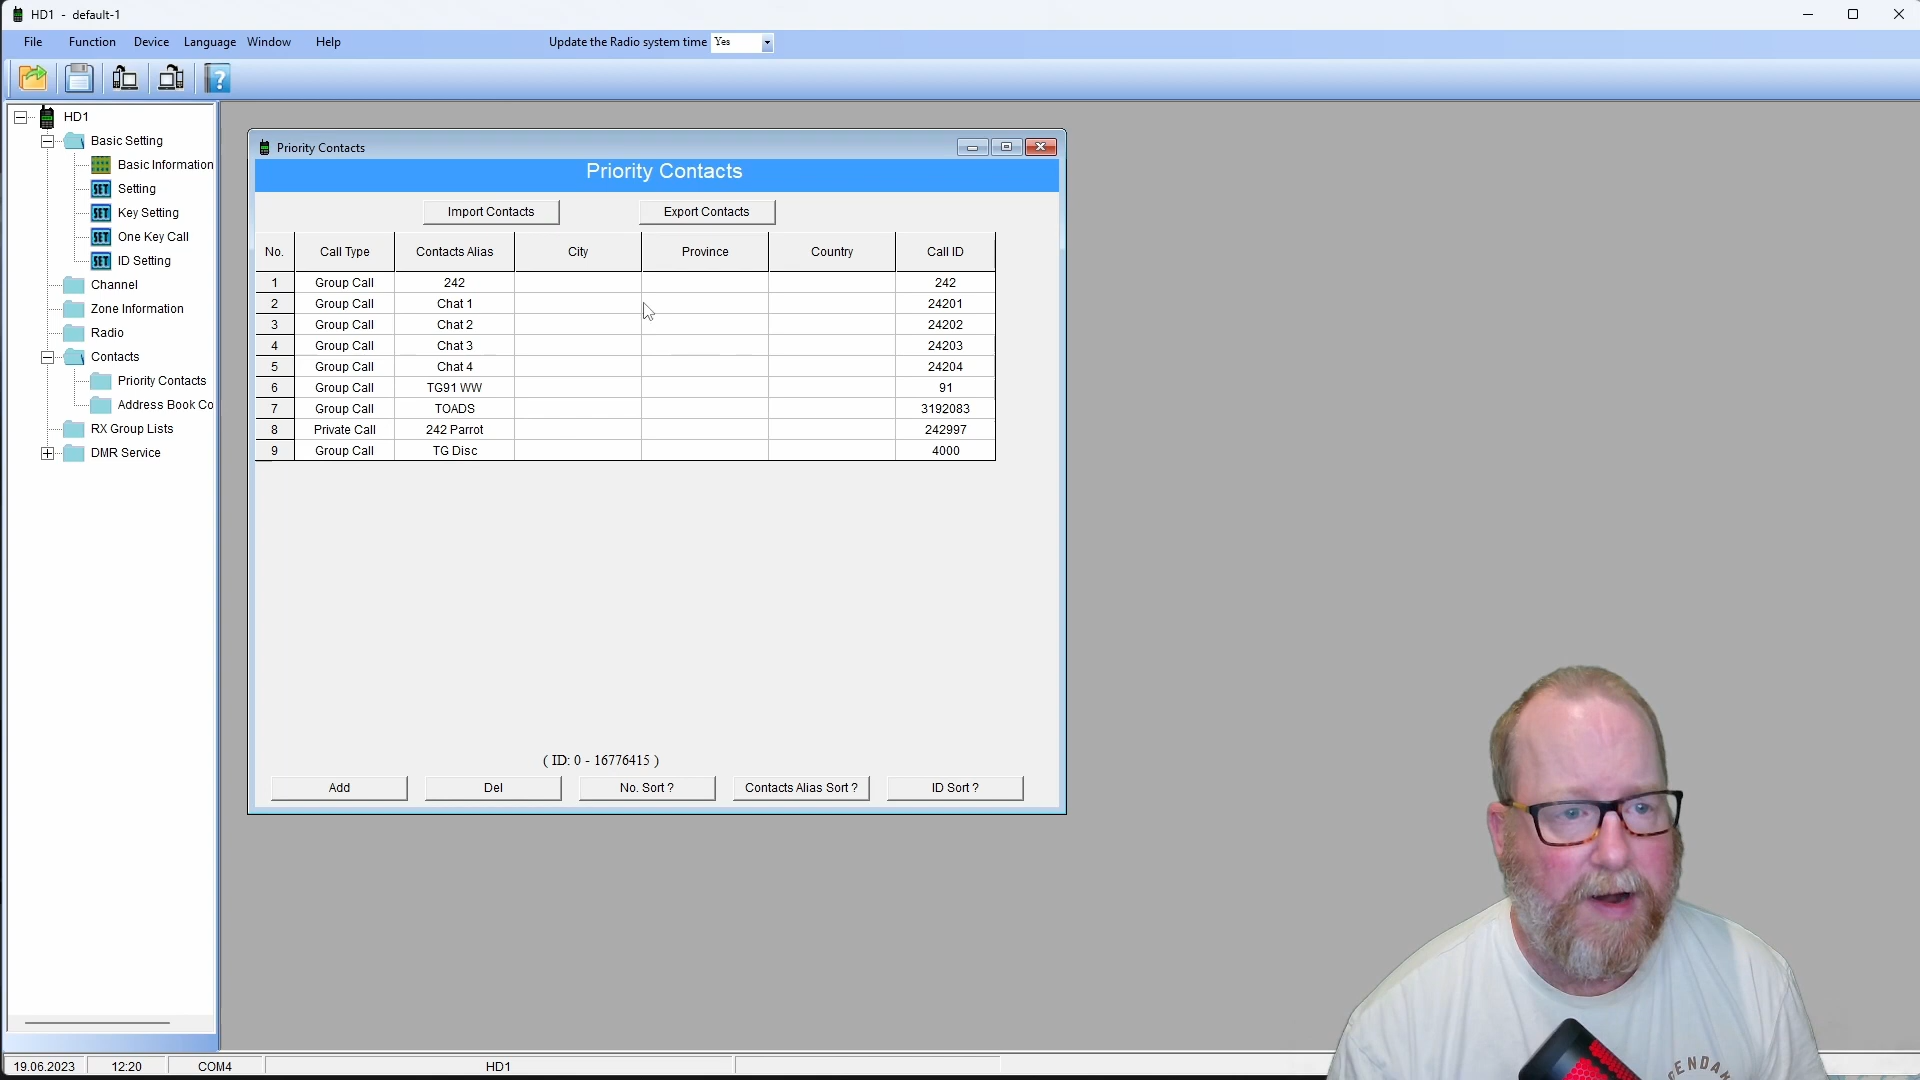 HD1 - default-1
File Function Device Language Window Help Update the Radio system time Yes
HD1
Basic Setting
Basic Information
Setting
Key Setting
One Key Call
ID Setting
Channel
Zone Information
Radio
Contacts
Priority Contacts
Address Book Co
RX Group Lists
DMR Service
Priority Contacts
Priority Contacts
Import Contacts Export Contacts
No. Call Type Contacts Alias City Province Country Call ID
1 Group Call 242 242
2 Group Call Chat 1 24201
3 Group Call Chat 2 24202
4 Group Call Chat 3 24203
5 Group Call Chat 4 24204
6 Group Call TG91 WW 91
7 Group Call TOADS 3192083
8 Private Call 242 Parrot 242997
9 Group Call TG Disc 4000
( ID: 0 - 16776415 )
Add Del No. Sort ? Contacts Alias Sort ? ID Sort ?
19.06.2023 12:20 COM4 HD1